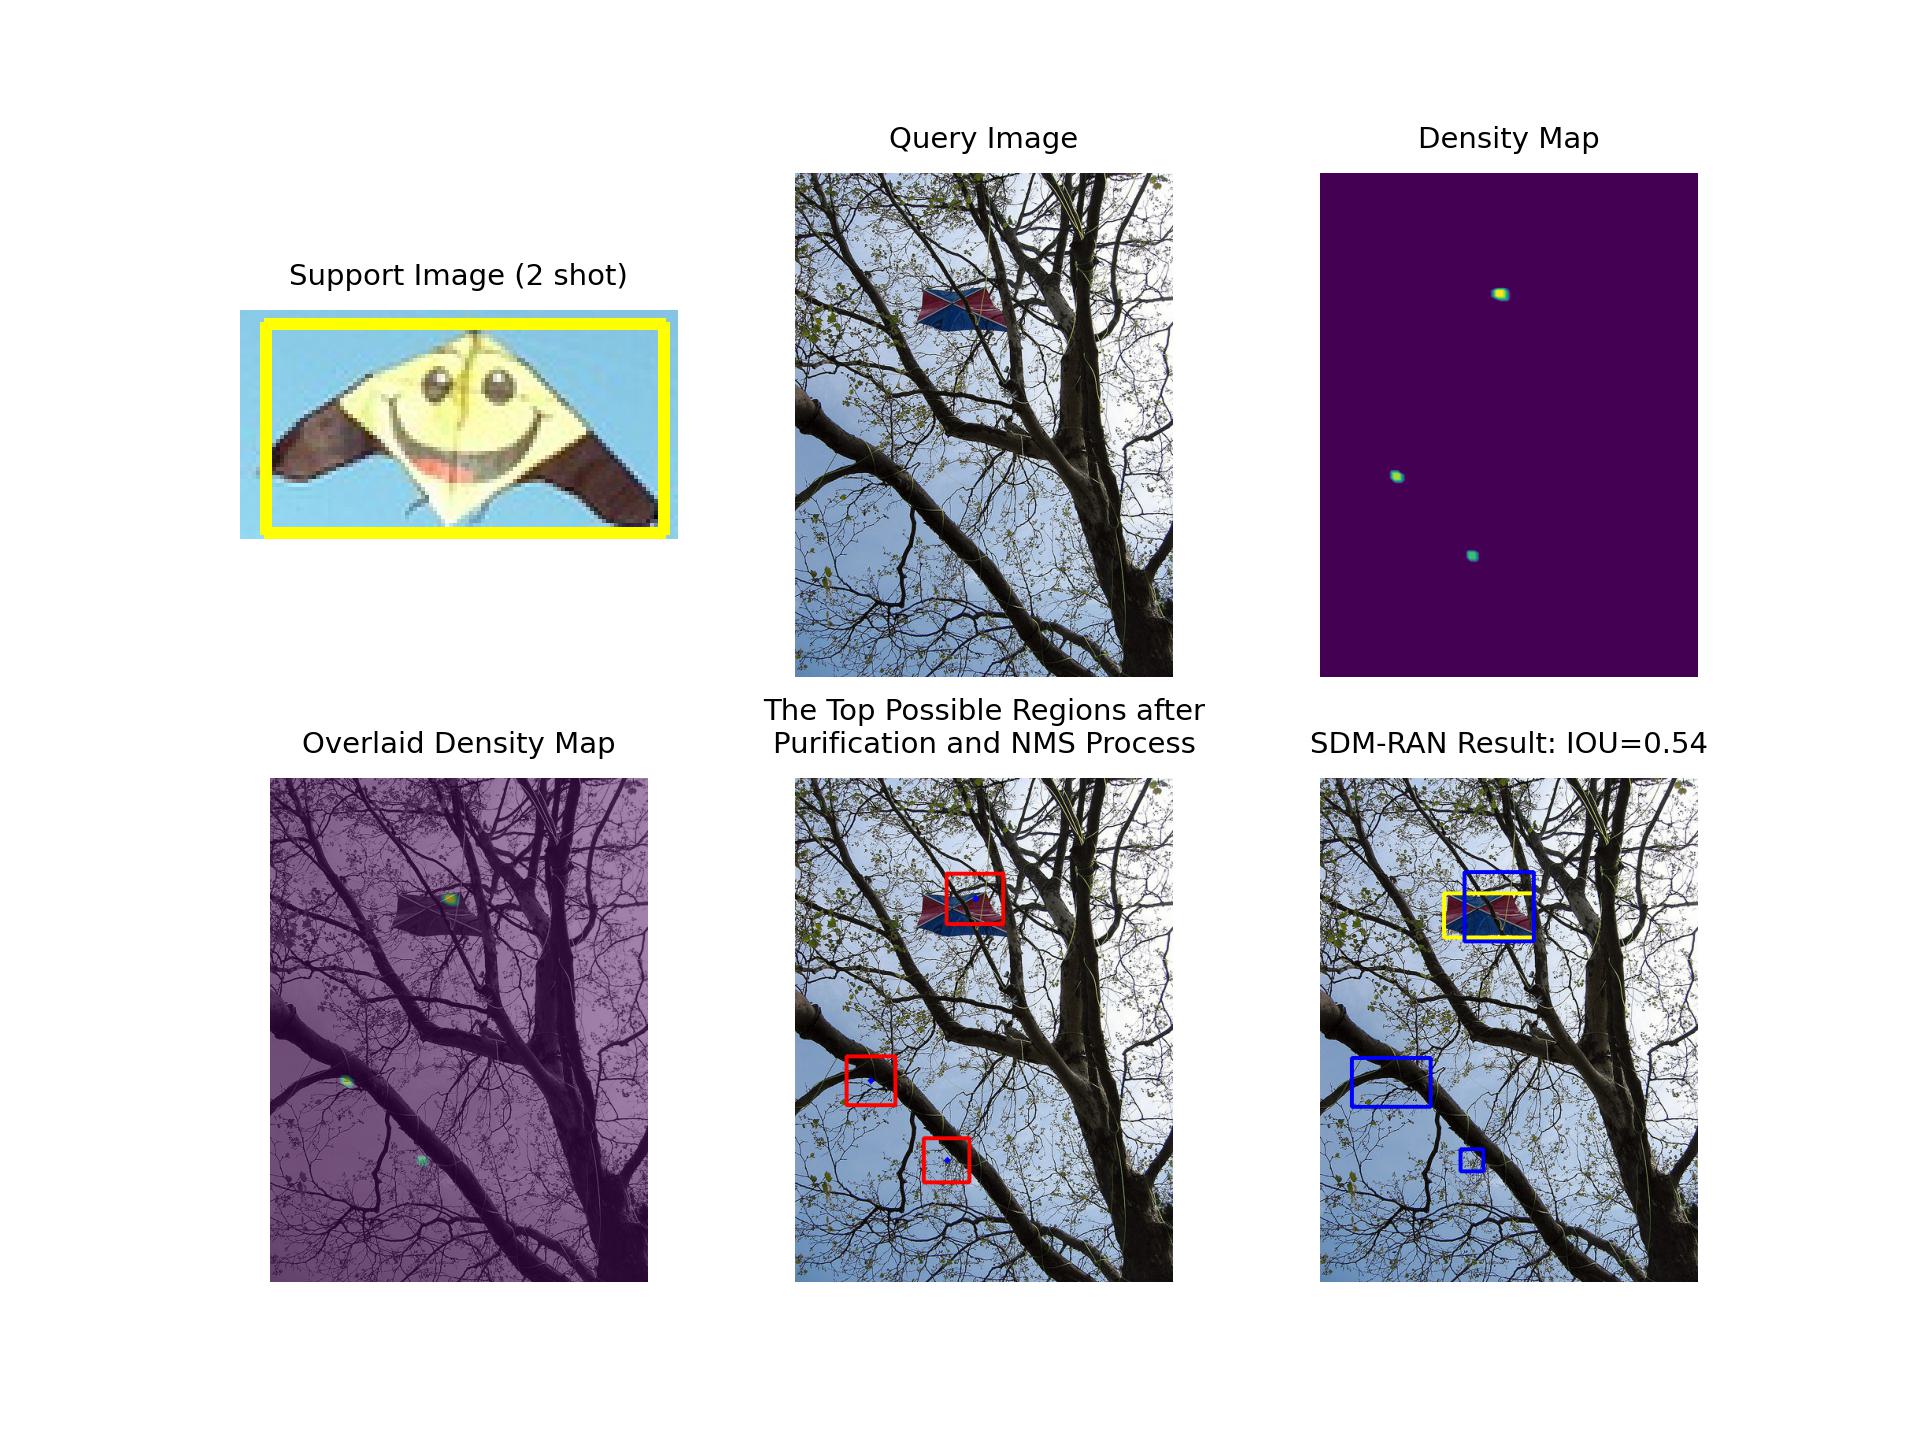 Query Image
Density Map
Support Image (2 shot)
The Top Possible Regions after
Purification and NMS Process
Overlaid Density Map
SDM-RAN Result: IOU=0.54